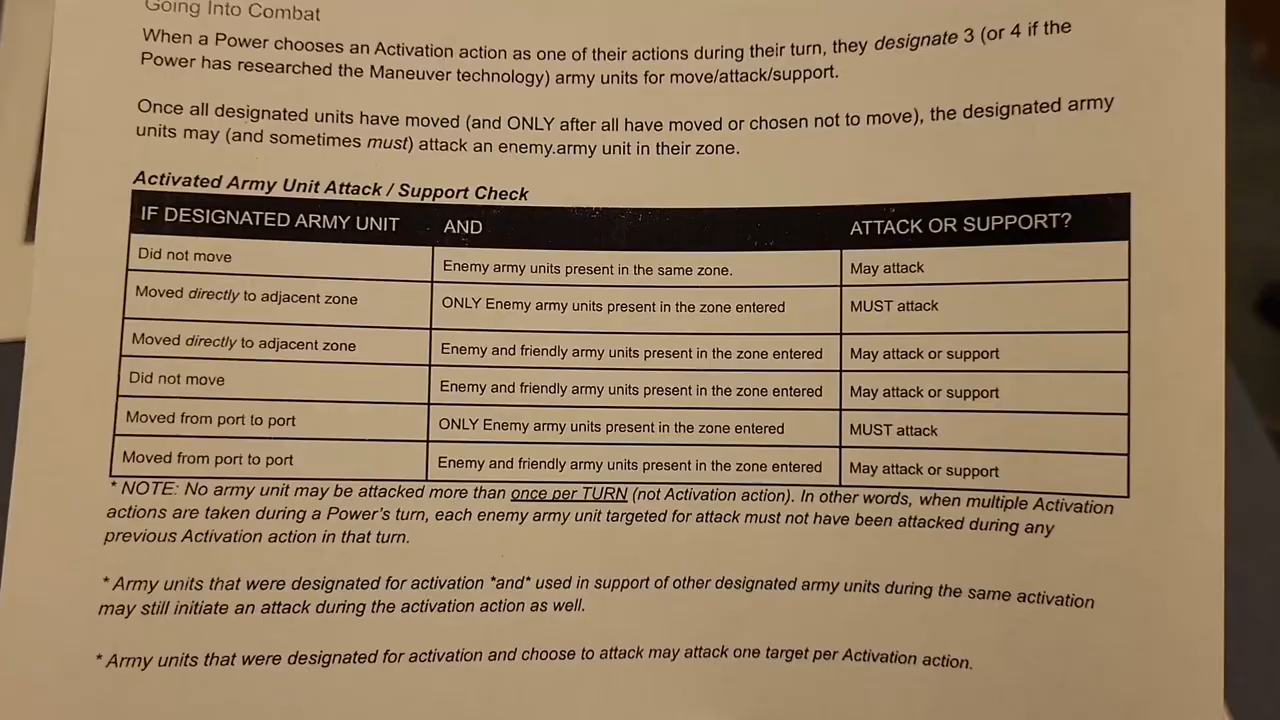 Going Into Combat
When a Power chooses an Activation action as one of their actions during their turn, they designate 3 (or 4 if the
Power has researched the Maneuver technology) army units for move/attack/support.
Once all designated units have moved (and ONLY after all have moved or chosen not to move), the designated army
units may (and sometimes must) attack an enemy.army unit in their zone.
Activated Army Unit Attack / Support Check
IF DESIGNATED ARMY UNIT AND ATTACK OR SUPPORT?
Did not move Enemy army units present in the same zone. May attack
Moved directly to adjacent zone ONLY Enemy army units present in the zone entered MUST attack
Moved directly to adjacent zone Enemy and friendly army units present in the zone entered May attack or support
Did not move Enemy and friendly army units present in the zone entered May attack or support
Moved from port to port ONLY Enemy army units present in the zone entered MUST attack
Moved from port to port Enemy and friendly army units present in the zone entered May attack or support
* NOTE: No army unit may be attacked more than once per TURN (not Activation action). In other words, when multiple Activation
actions are taken during a Power's turn, each enemy army unit targeted for attack must not have been attacked during any
previous Activation action in that turn.
* Army units that were designated for activation *and* used in support of other designated army units during the same activation
may still initiate an attack during the activation action as well.
* Army units that were designated for activation and choose to attack may attack one target per Activation action.